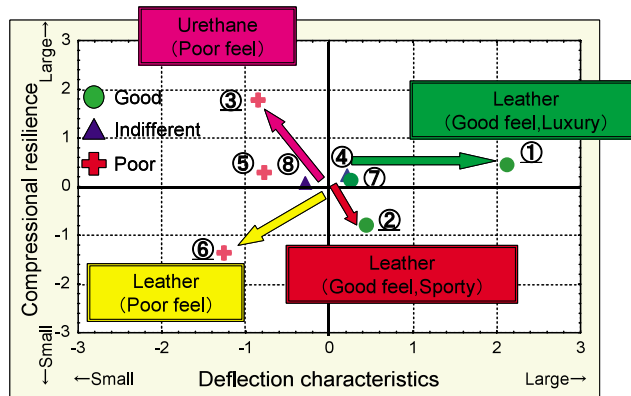 Urethane
(Poor feel)
Large→
Compressional resilience
←Small
3
2
1
0
-1
-2
-3
Good
Indifferent
Poor
③
⑤
⑧
④
⑦
①
②
⑥
Leather
(Good feel,Luxury)
Leather
(Poor feel)
Leather
(Good feel,Sporty)
-3
-2
-1
0
1
2
3
←Small
Deflection characteristics
Large→